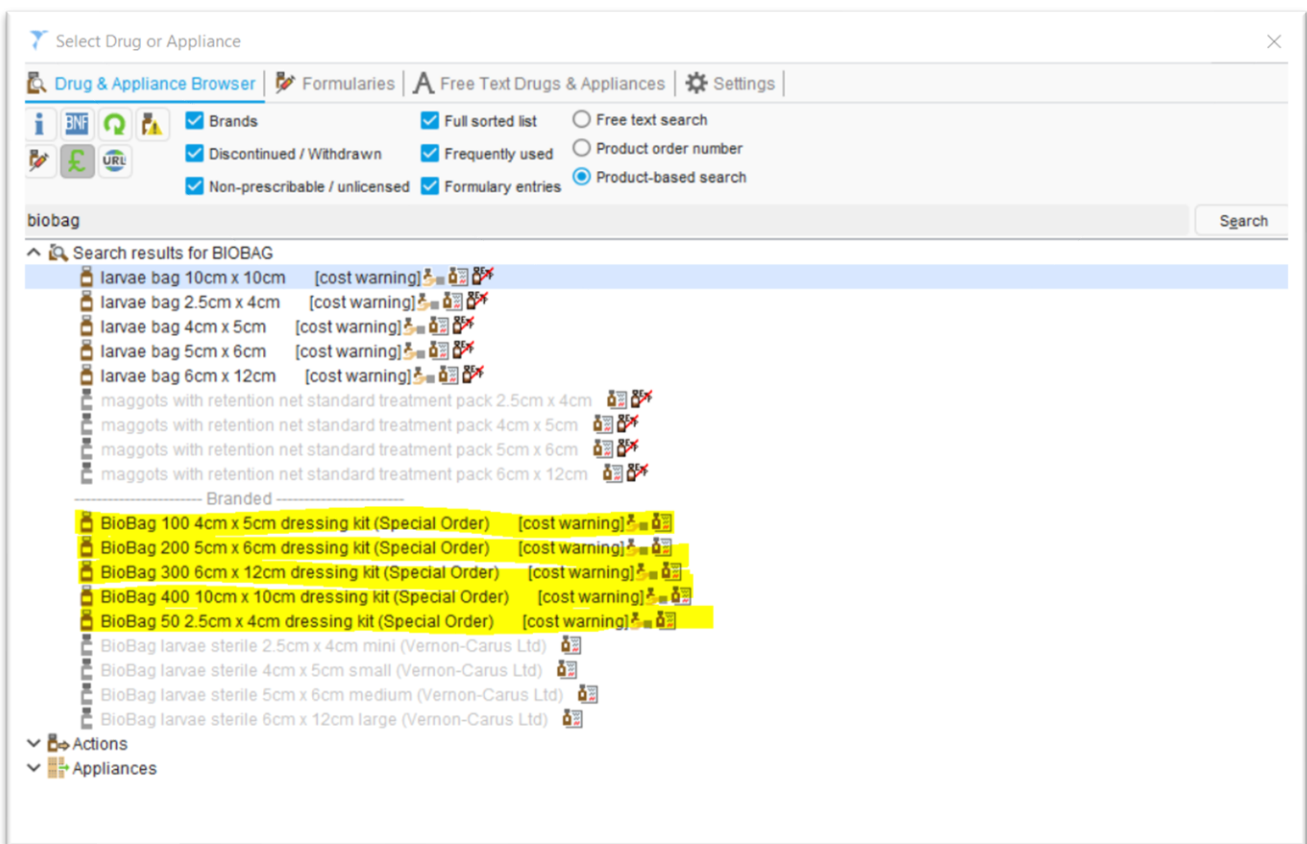 Select Drug or Appliance
Drug & Appliance Browser Formularies Free Text Drugs & Appliances Settings
i BNF Brands Full sorted list Free text search
Discontinued / Withdrawn Frequently used Product order number
£ URL Non-prescribable / unlicensed Formulary entries Product-based search
biobag Search
Search results for BIOBAG
larvae bag 10cm x 10cm [cost warning]
larvae bag 2.5cm x 4cm [cost warning]
larvae bag 4cm x 5cm [cost warning]
larvae bag 5cm x 6cm [cost warning]
larvae bag 6cm x 12cm [cost warning]
maggots with retention net standard treatment pack 2.5cm x 4cm
maggots with retention net standard treatment pack 4cm x 5cm
maggots with retention net standard treatment pack 5cm x 6cm
maggots with retention net standard treatment pack 6cm x 12cm
----------------------- Branded -----------------------
BioBag 100 4cm x 5cm dressing kit (Special Order) [cost warning]
BioBag 200 5cm x 6cm dressing kit (Special Order) [cost warning]
BioBag 300 6cm x 12cm dressing kit (Special Order) [cost warning]
BioBag 400 10cm x 10cm dressing kit (Special Order) [cost warning]
BioBag 50 2.5cm x 4cm dressing kit (Special Order) [cost warning]
BioBag larvae sterile 2.5cm x 4cm mini (Vernon-Carus Ltd)
BioBag larvae sterile 4cm x 5cm small (Vernon-Carus Ltd)
BioBag larvae sterile 5cm x 6cm medium (Vernon-Carus Ltd)
BioBag larvae sterile 6cm x 12cm large (Vernon-Carus Ltd)
Actions
Appliances